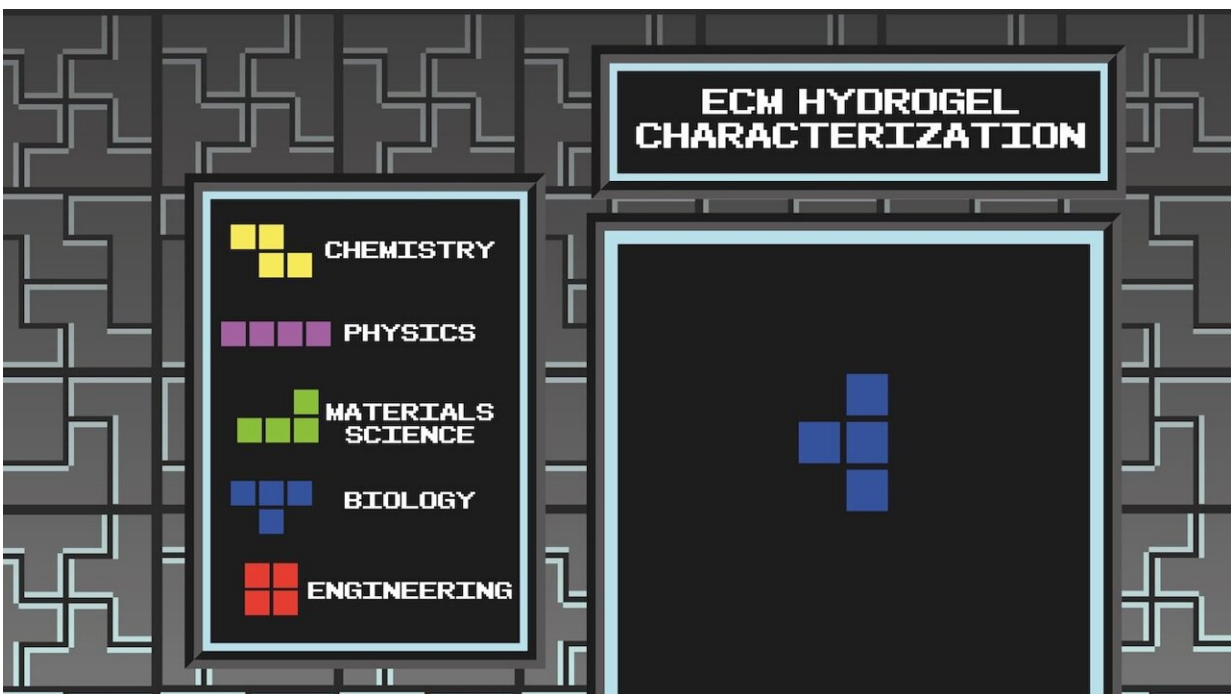 ECM HYDROGEL
CHARACTERIZATION
CHEMISTRY
PHYSICS
MATERIALS
SCIENCE
BIOLOGY
ENGINEERING